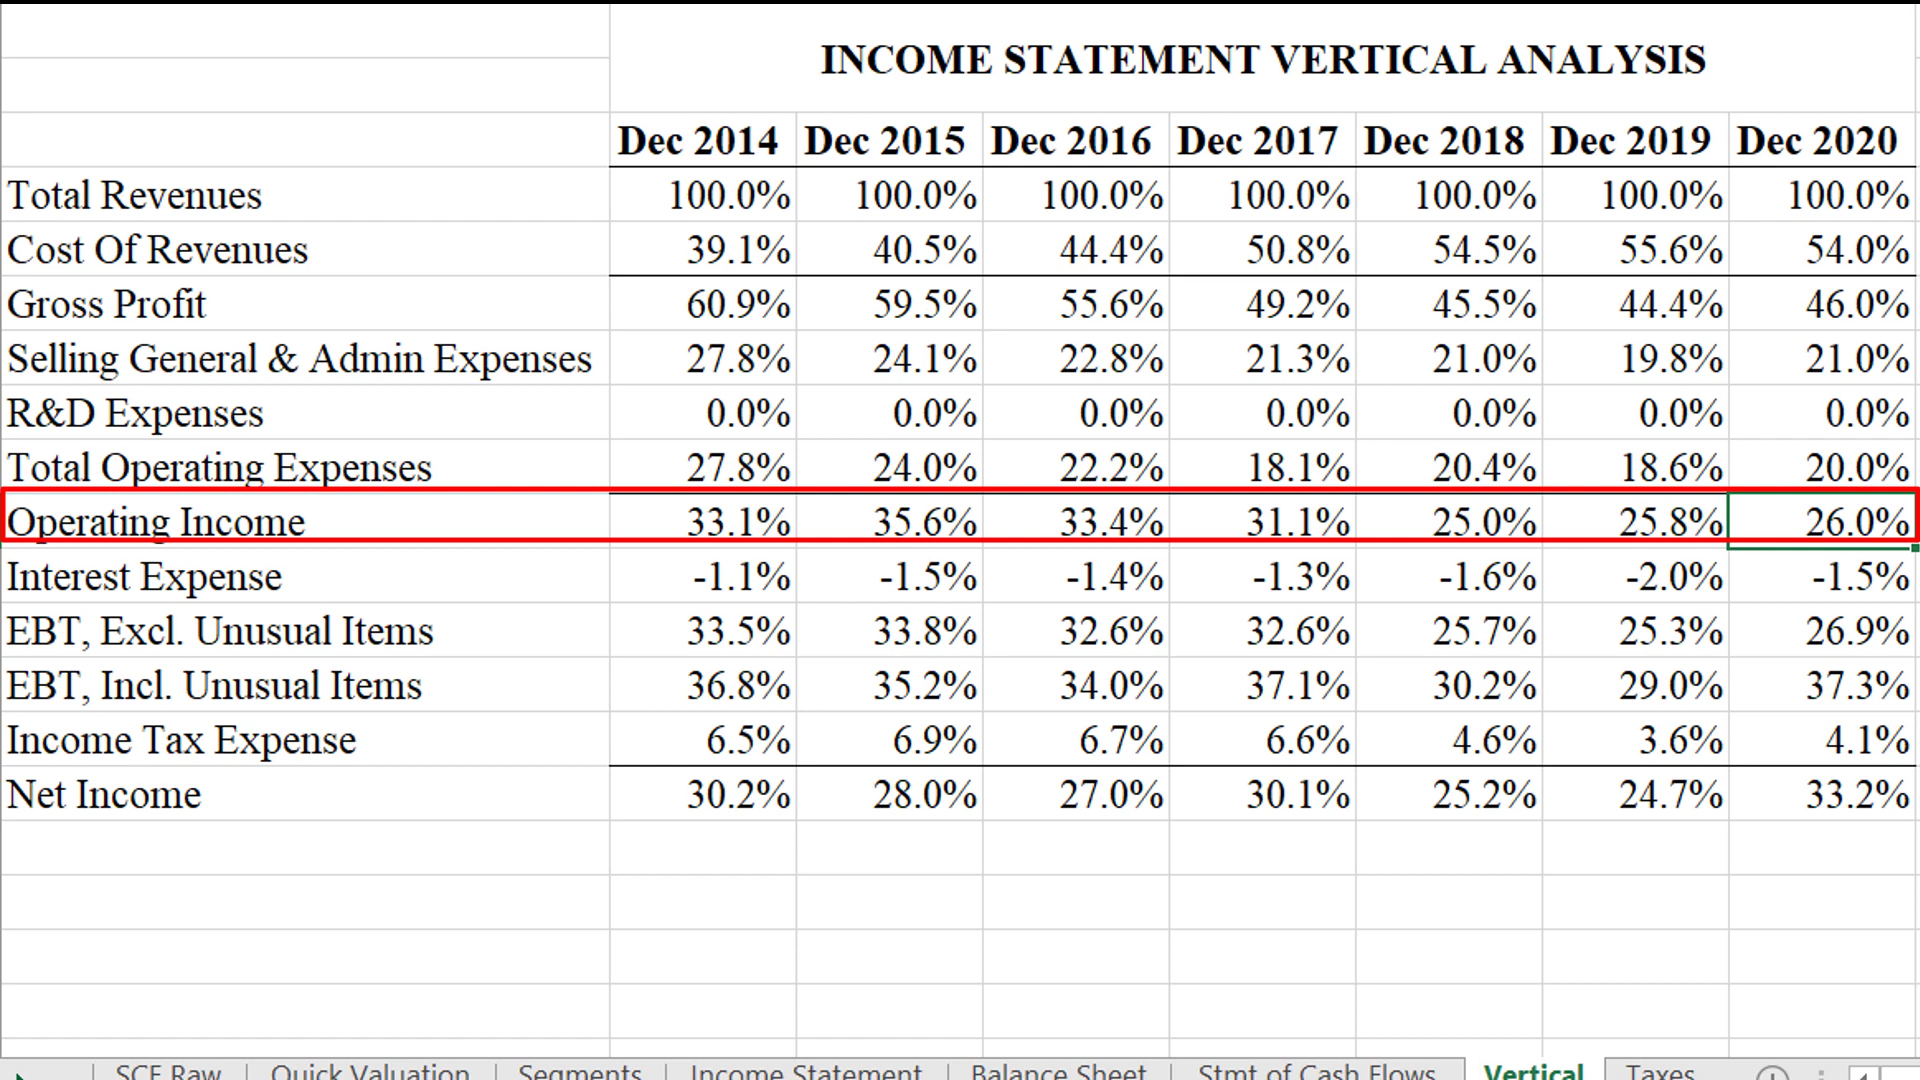 INCOME STATEMENT VERTICAL ANALYSIS
Dec 2014 Dec 2015 Dec 2016 Dec 2017 Dec 2018 Dec 2019 Dec 2020
Total Revenues 100.0% 100.0% 100.0% 100.0% 100.0% 100.0% 100.0%
Cost Of Revenues 39.1% 40.5% 44.4% 50.8% 54.5% 55.6% 54.0%
Gross Profit 60.9% 59.5% 55.6% 49.2% 45.5% 44.4% 46.0%
Selling General & Admin Expenses 27.8% 24.1% 22.8% 21.3% 21.0% 19.8% 21.0%
R&D Expenses 0.0% 0.0% 0.0% 0.0% 0.0% 0.0% 0.0%
Total Operating Expenses 27.8% 24.0% 22.2% 18.1% 20.4% 18.6% 20.0%
Operating Income 33.1% 35.6% 33.4% 31.1% 25.0% 25.8% 26.0%
Interest Expense -1.1% -1.5% -1.4% -1.3% -1.6% -2.0% -1.5%
EBT, Excl. Unusual Items 33.5% 33.8% 32.6% 32.6% 25.7% 25.3% 26.9%
EBT, Incl. Unusual Items 36.8% 35.2% 34.0% 37.1% 30.2% 29.0% 37.3%
Income Tax Expense 6.5% 6.9% 6.7% 6.6% 4.6% 3.6% 4.1%
Net Income 30.2% 28.0% 27.0% 30.1% 25.2% 24.7% 33.2%
SCF Raw Quick Valuation Segments Income Statement Balance Sheet Stmt of Cash Flows Vertical Taxes